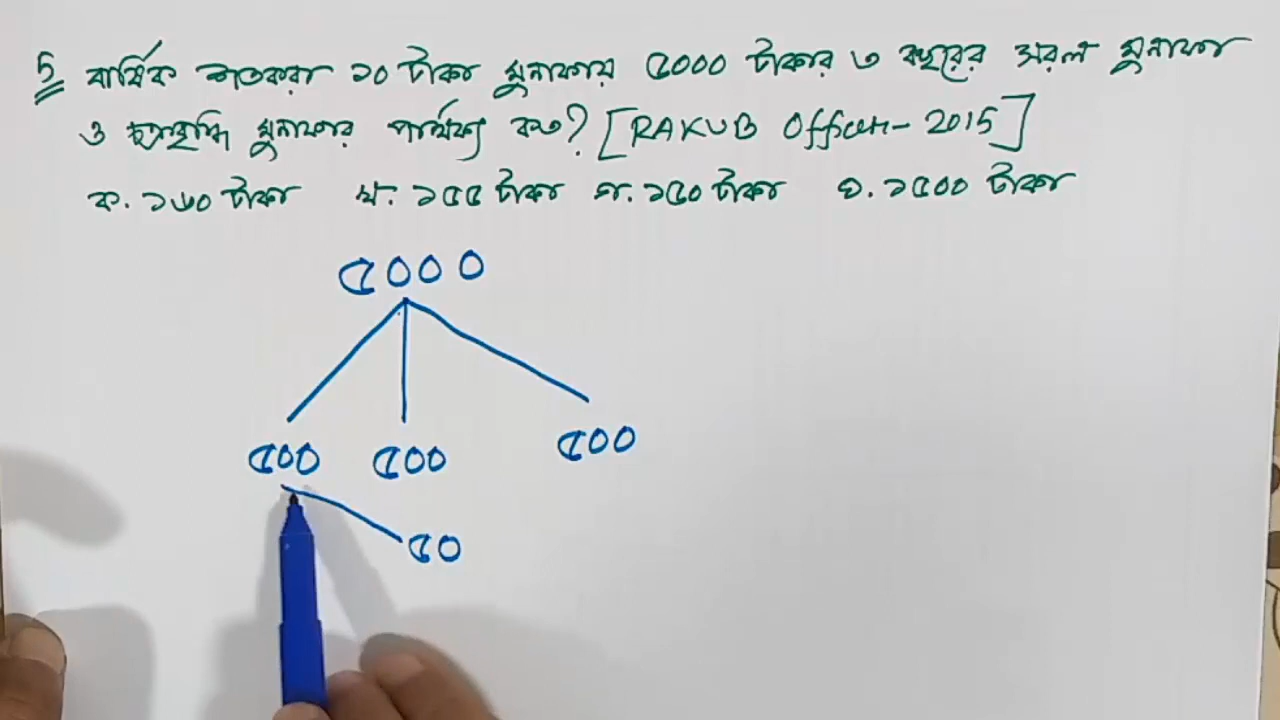 5 বার্ষিক শতকরা ১০ টাকা মুনাফায় ৫০০০ টাকার ৩ বছরের সরল মুনাফা
ও চক্রবৃদ্ধি মুনাফার পার্থক্য কত? [RAKUB Officer-2015]
ক. ১৬০ টাকা খ. ১৫৫ টাকা গ. ১৫০ টাকা ঘ. ১৫০০ টাকা
৫০০০
৫০০ ৫০০ ৫০০
৫০